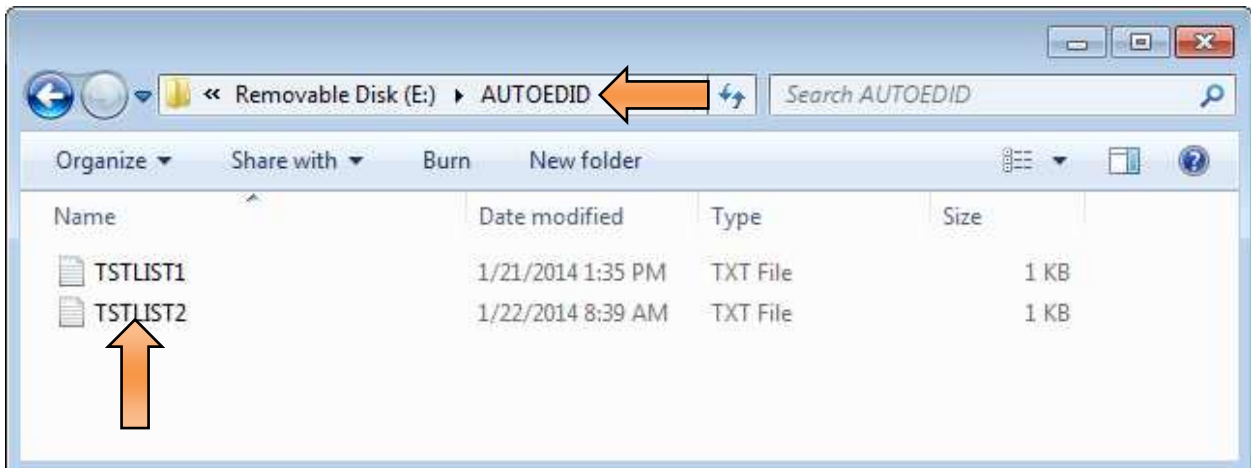 « Removable Disk (E:) ▸ AUTOEDID Search AUTOEDID
Organize ▾ Share with ▾ Burn New folder
Name Date modified Type Size
TSTLIST1 1/21/2014 1:35 PM TXT File 1 KB
TSTLIST2 1/22/2014 8:39 AM TXT File 1 KB